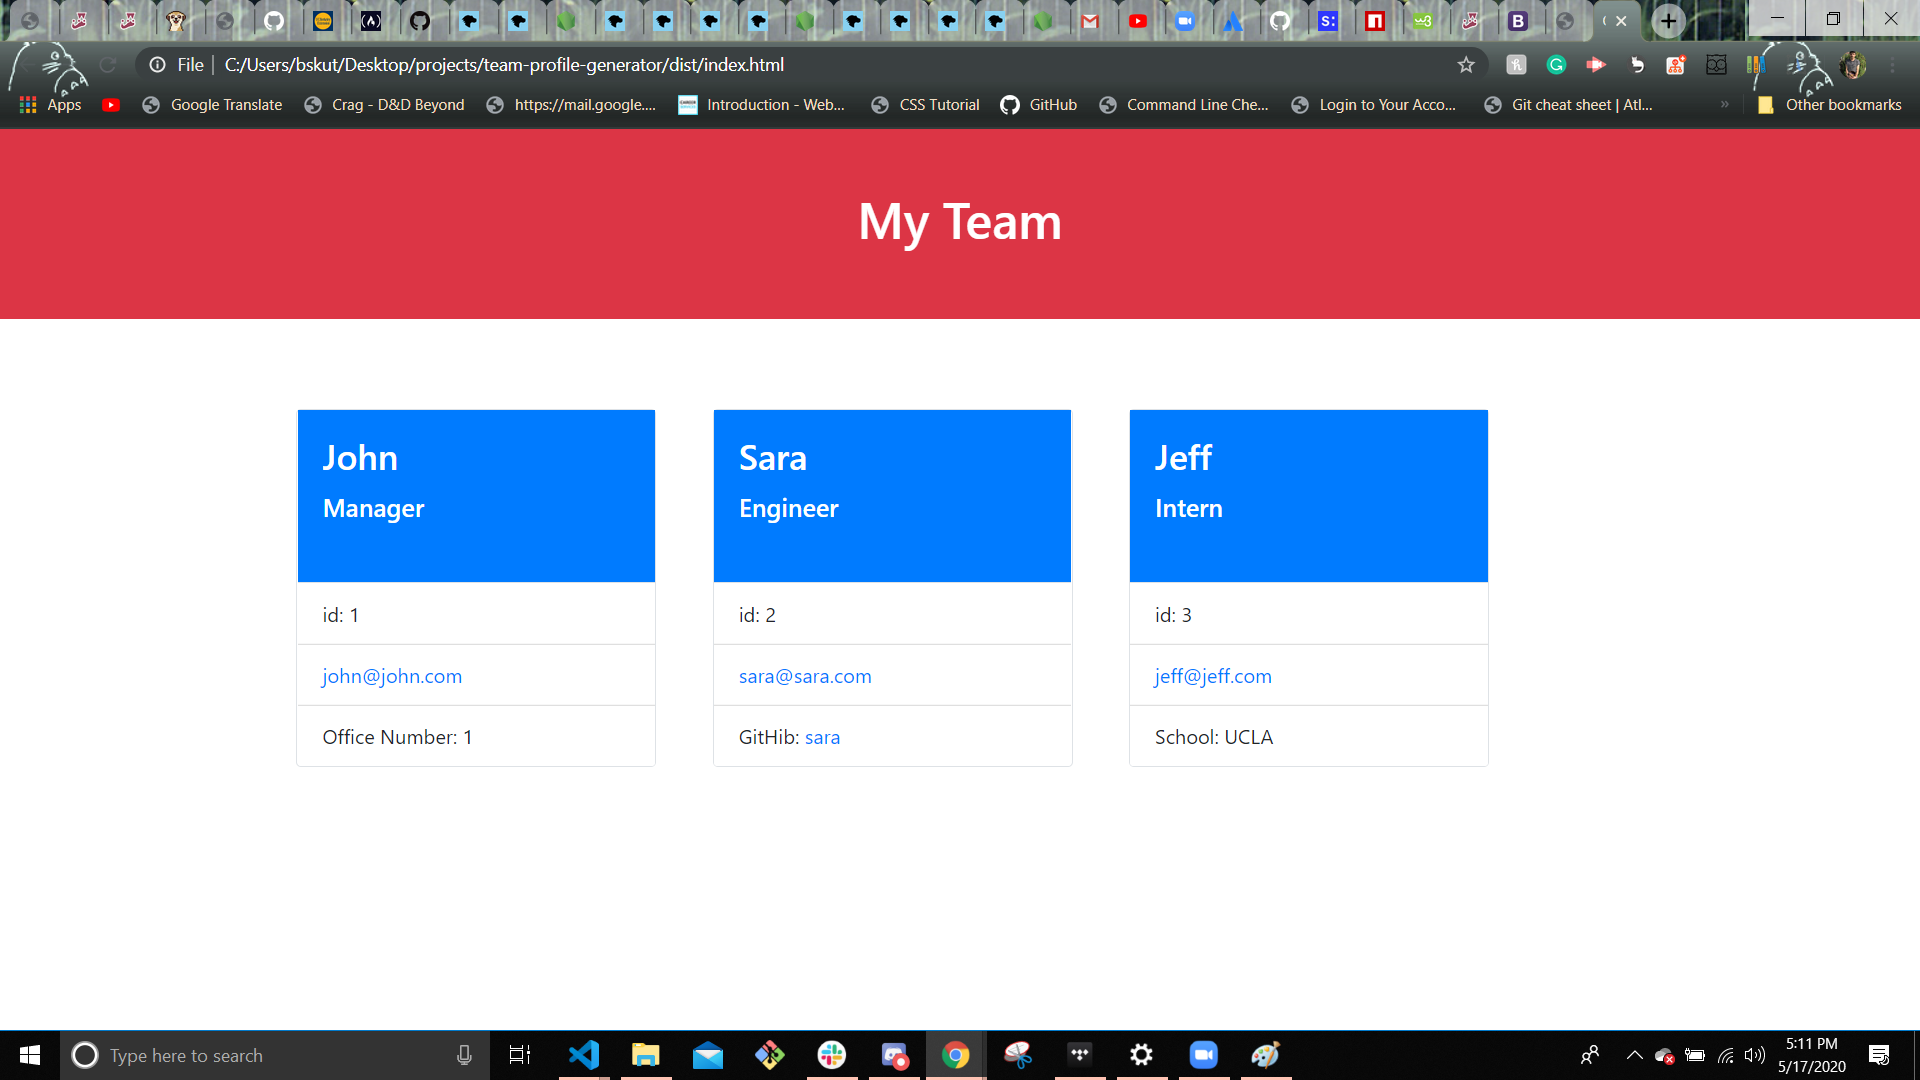 File C:/Users/bskut/Desktop/projects/team-profile-generator/dist/index.html
Apps Google Translate Crag - D&D Beyond https://mail.google.... Introduction - Web... CSS Tutorial GitHub Command Line Che... Login to Your Acco... Git cheat sheet | Atl... » Other bookmarks
My Team
John
Manager
id: 1
john@john.com
Office Number: 1
Sara
Engineer
id: 2
sara@sara.com
GitHib: sara
Jeff
Intern
id: 3
jeff@jeff.com
School: UCLA
Type here to search
5:11 PM
5/17/2020